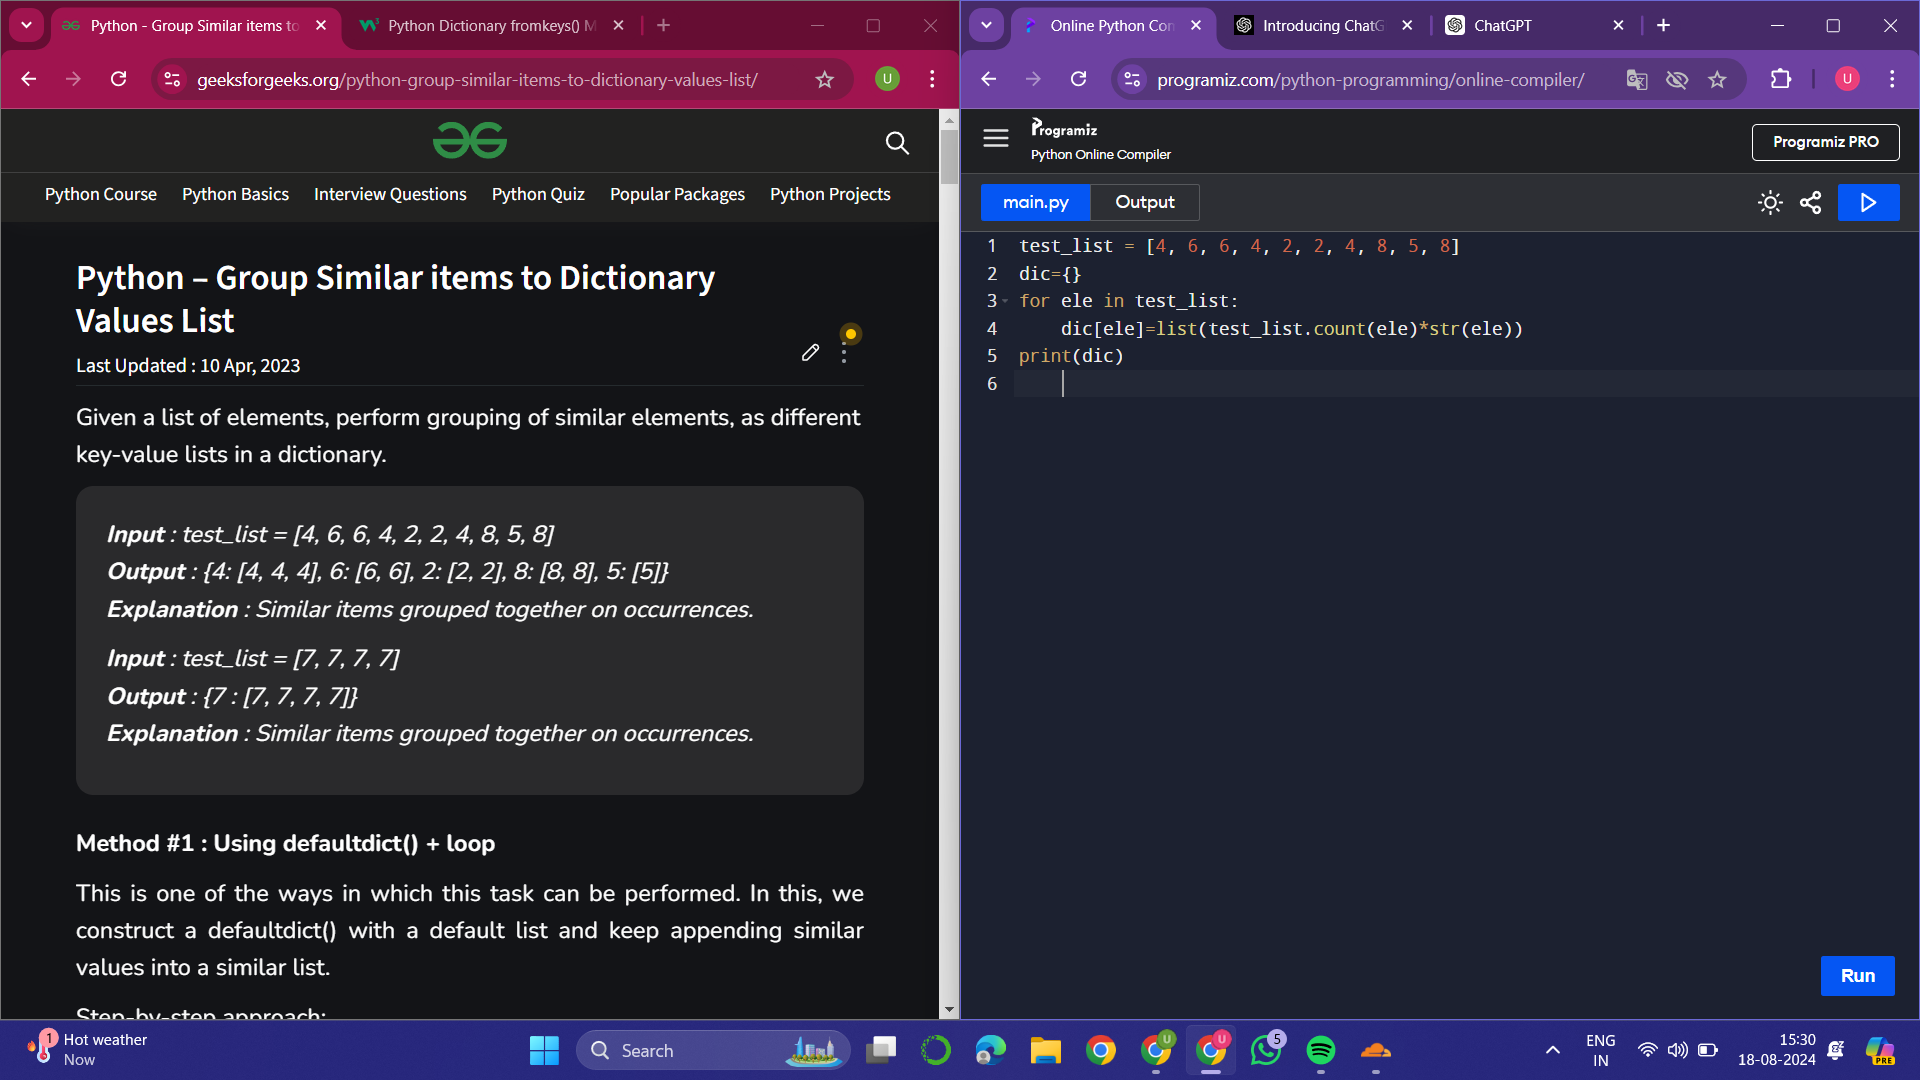 Python - Group Similar items to
Python Dictionary fromkeys() M
geeksforgeeks.org/python-group-similar-items-to-dictionary-values-list/
U
Python Course
Python Basics
Interview Questions
Python Quiz
Popular Packages
Python Projects
Python – Group Similar items to Dictionary
Values List
Last Updated : 10 Apr, 2023
Given a list of elements, perform grouping of similar elements, as different
key-value lists in a dictionary.
Input : test_list = [4, 6, 6, 4, 2, 2, 4, 8, 5, 8]
Output : {4: [4, 4, 4], 6: [6, 6], 2: [2, 2], 8: [8, 8], 5: [5]}
Explanation : Similar items grouped together on occurrences.
Input : test_list = [7, 7, 7, 7]
Output : {7 : [7, 7, 7, 7]}
Explanation : Similar items grouped together on occurrences.
Method #1 : Using defaultdict() + loop
This is one of the ways in which this task can be performed. In this, we
construct a defaultdict() with a default list and keep appending similar
values into a similar list.
Step-by-step approach:
Online Python Con
Introducing ChatG
ChatGPT
programiz.com/python-programming/online-compiler/
U
Programiz
Python Online Compiler
Programiz PRO
main.py
Output
1 test_list = [4, 6, 6, 4, 2, 2, 4, 8, 5, 8]
2 dic={}
3 for ele in test_list:
4     dic[ele]=list(test_list.count(ele)*str(ele))
5 print(dic)
6
Run
1
Hot weather
Now
Search
U
U
5
ENG
IN
15:30
18-08-2024
PRE